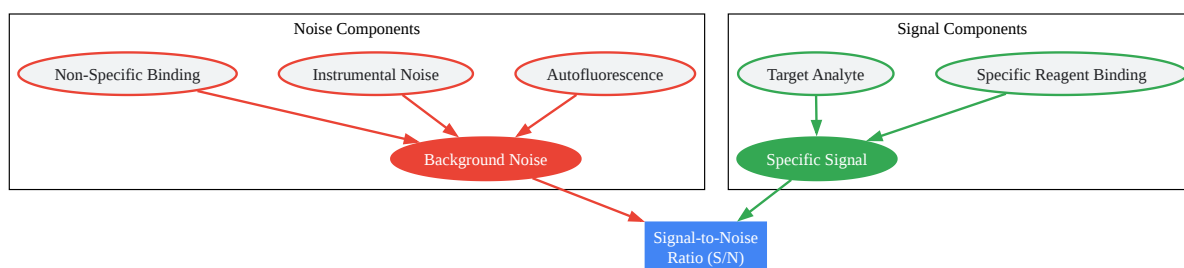 Noise Components
Signal Components
Non-Specific Binding
Instrumental Noise
Autofluorescence
Target Analyte
Specific Reagent Binding
Background Noise
Specific Signal
Signal-to-Noise
Ratio (S/N)